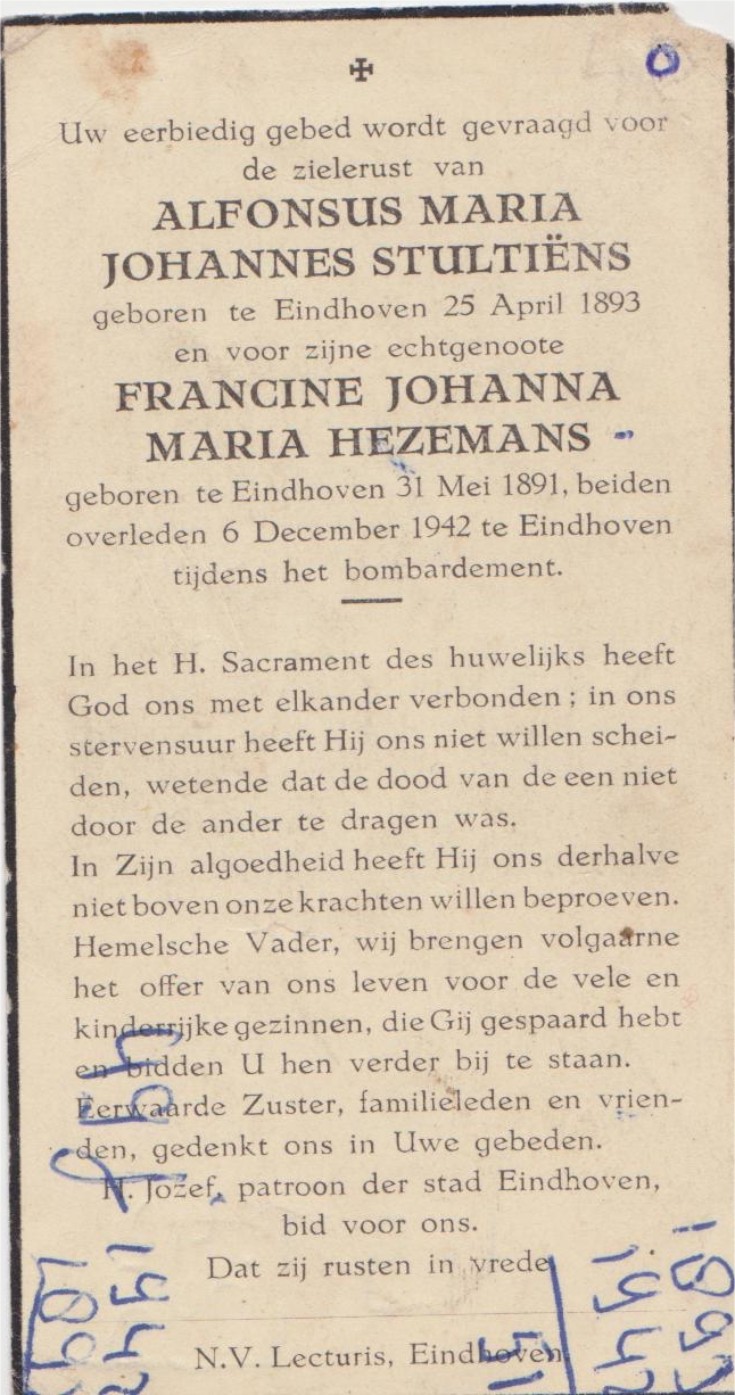 Uw eerbiedig gebed wordt gevraagd voor
de zielerust van
ALFONSUS MARIA
JOHANNES STULTIËNS
geboren te Eindhoven 25 April 1893
en voor zijne echtgenoote
FRANCINE JOHANNA
MARIA HEZEMANS
geboren te Eindhoven 31 Mei 1891, beiden
overleden 6 December 1942 te Eindhoven
tijdens het bombardement.
In het H. Sacrament des huwelijks heeft
God ons met elkander verbonden; in ons
stervensuur heeft Hij ons niet willen schei-
den, wetende dat de dood van de een niet
door de ander te dragen was.
In Zijn algoedheid heeft Hij ons derhalve
niet boven onze krachten willen beproeven.
Hemelsche Vader, wij brengen volgaarne
het offer van ons leven voor de vele en
kinderrijke gezinnen, die Gij gespaard hebt
en bidden U hen verder bij te staan.
Eerwaarde Zuster, familieleden en vrien-
den, gedenkt ons in Uwe gebeden.
H. Jozef, patroon der stad Eindhoven,
bid voor ons.
Dat zij rusten in vrede
N.V. Lecturis, Eindhoven